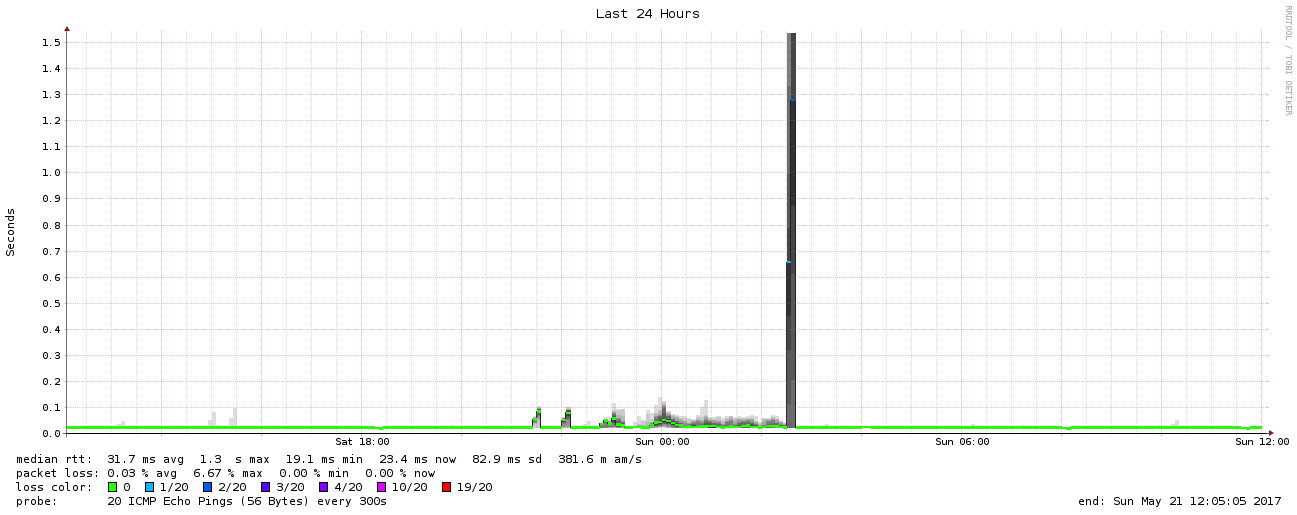 Last 24 Hours
RRDTOOL / TOBI OETIKER
Seconds
1.5
1.4
1.3
1.2
1.1
1.0
0.9
0.8
0.7
0.6
0.5
0.4
0.3
0.2
0.1
0.0
Sat 18:00 Sun 00:00 Sun 06:00 Sun 12:00
median rtt: 31.7 ms avg 1.3 s max 19.1 ms min 23.4 ms now 82.9 ms sd 381.6 m am/s
packet loss: 0.03 % avg 6.67 % max 0.00 % min 0.00 % now
loss color: 0 1/20 2/20 3/20 4/20 10/20 19/20
probe: 20 ICMP Echo Pings (56 Bytes) every 300s end: Sun May 21 12:05:05 2017